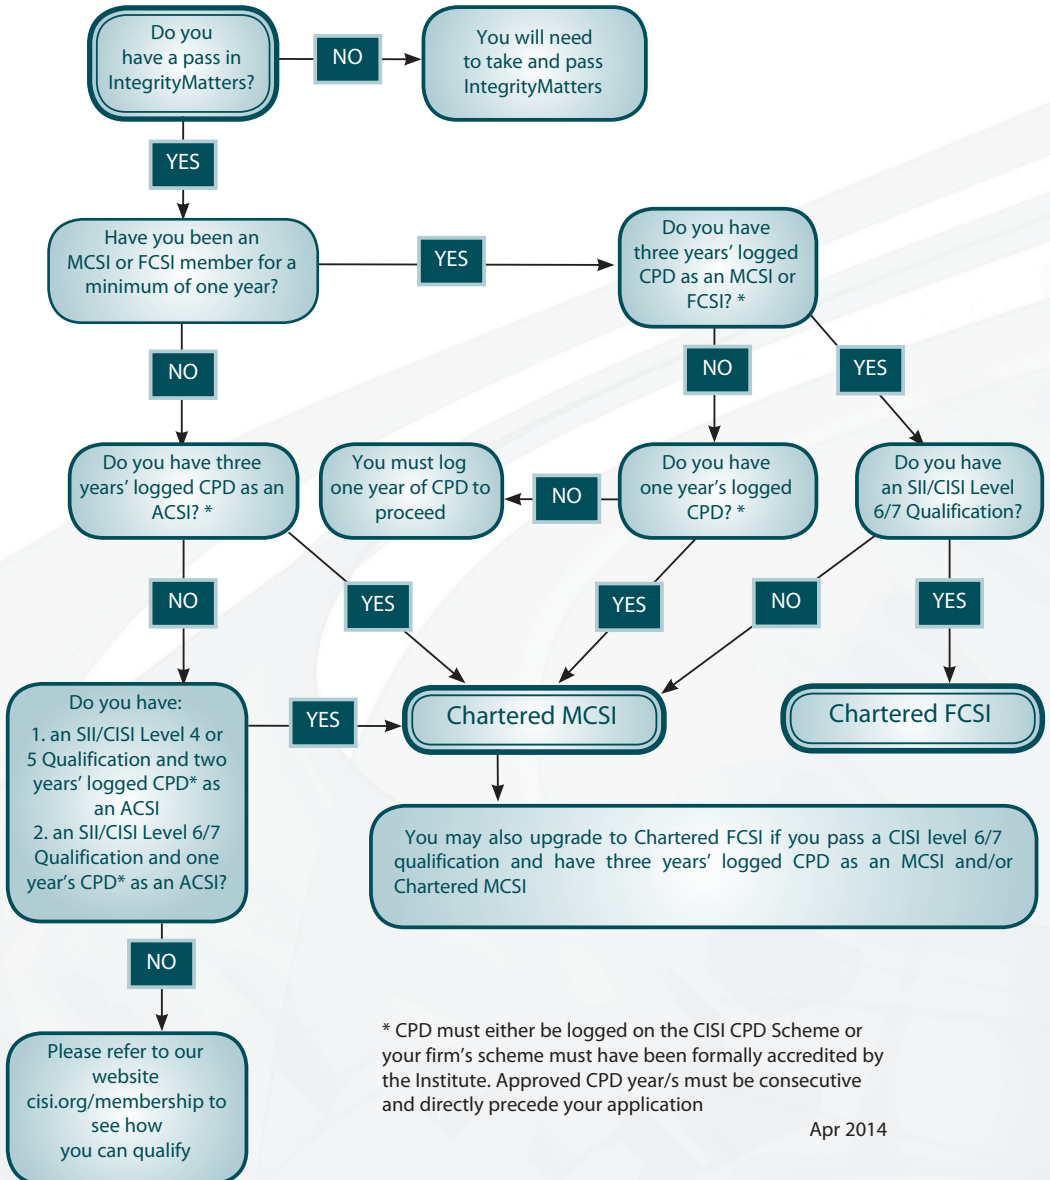 Do you
have a pass in
IntegrityMatters?
NO
You will need
to take and pass
IntegrityMatters
YES
Have you been an
MCSI or FCSI member for a
minimum of one year?
YES
Do you have
three years’ logged
CPD as an MCSI or
FCSI? *
NO
NO
YES
Do you have three
years’ logged CPD as an
ACSI? *
You must log
one year of CPD to
proceed
NO
Do you have
one year’s logged
CPD? *
Do you have
an SII/CISI Level
6/7 Qualification?
NO
YES
YES
NO
YES
Do you have:
1. an SII/CISI Level 4 or
5 Qualification and two
years’ logged CPD* as
an ACSI
2. an SII/CISI Level 6/7
Qualification and one
year’s CPD* as an ACSI?
YES
Chartered MCSI
Chartered FCSI
You may also upgrade to Chartered FCSI if you pass a CISI level 6/7
qualification and have three years’ logged CPD as an MCSI and/or
Chartered MCSI
NO
Please refer to our
website
cisi.org/membership to
see how
you can qualify
* CPD must either be logged on the CISI CPD Scheme or
your firm’s scheme must have been formally accredited by
the Institute. Approved CPD year/s must be consecutive
and directly precede your application
Apr 2014